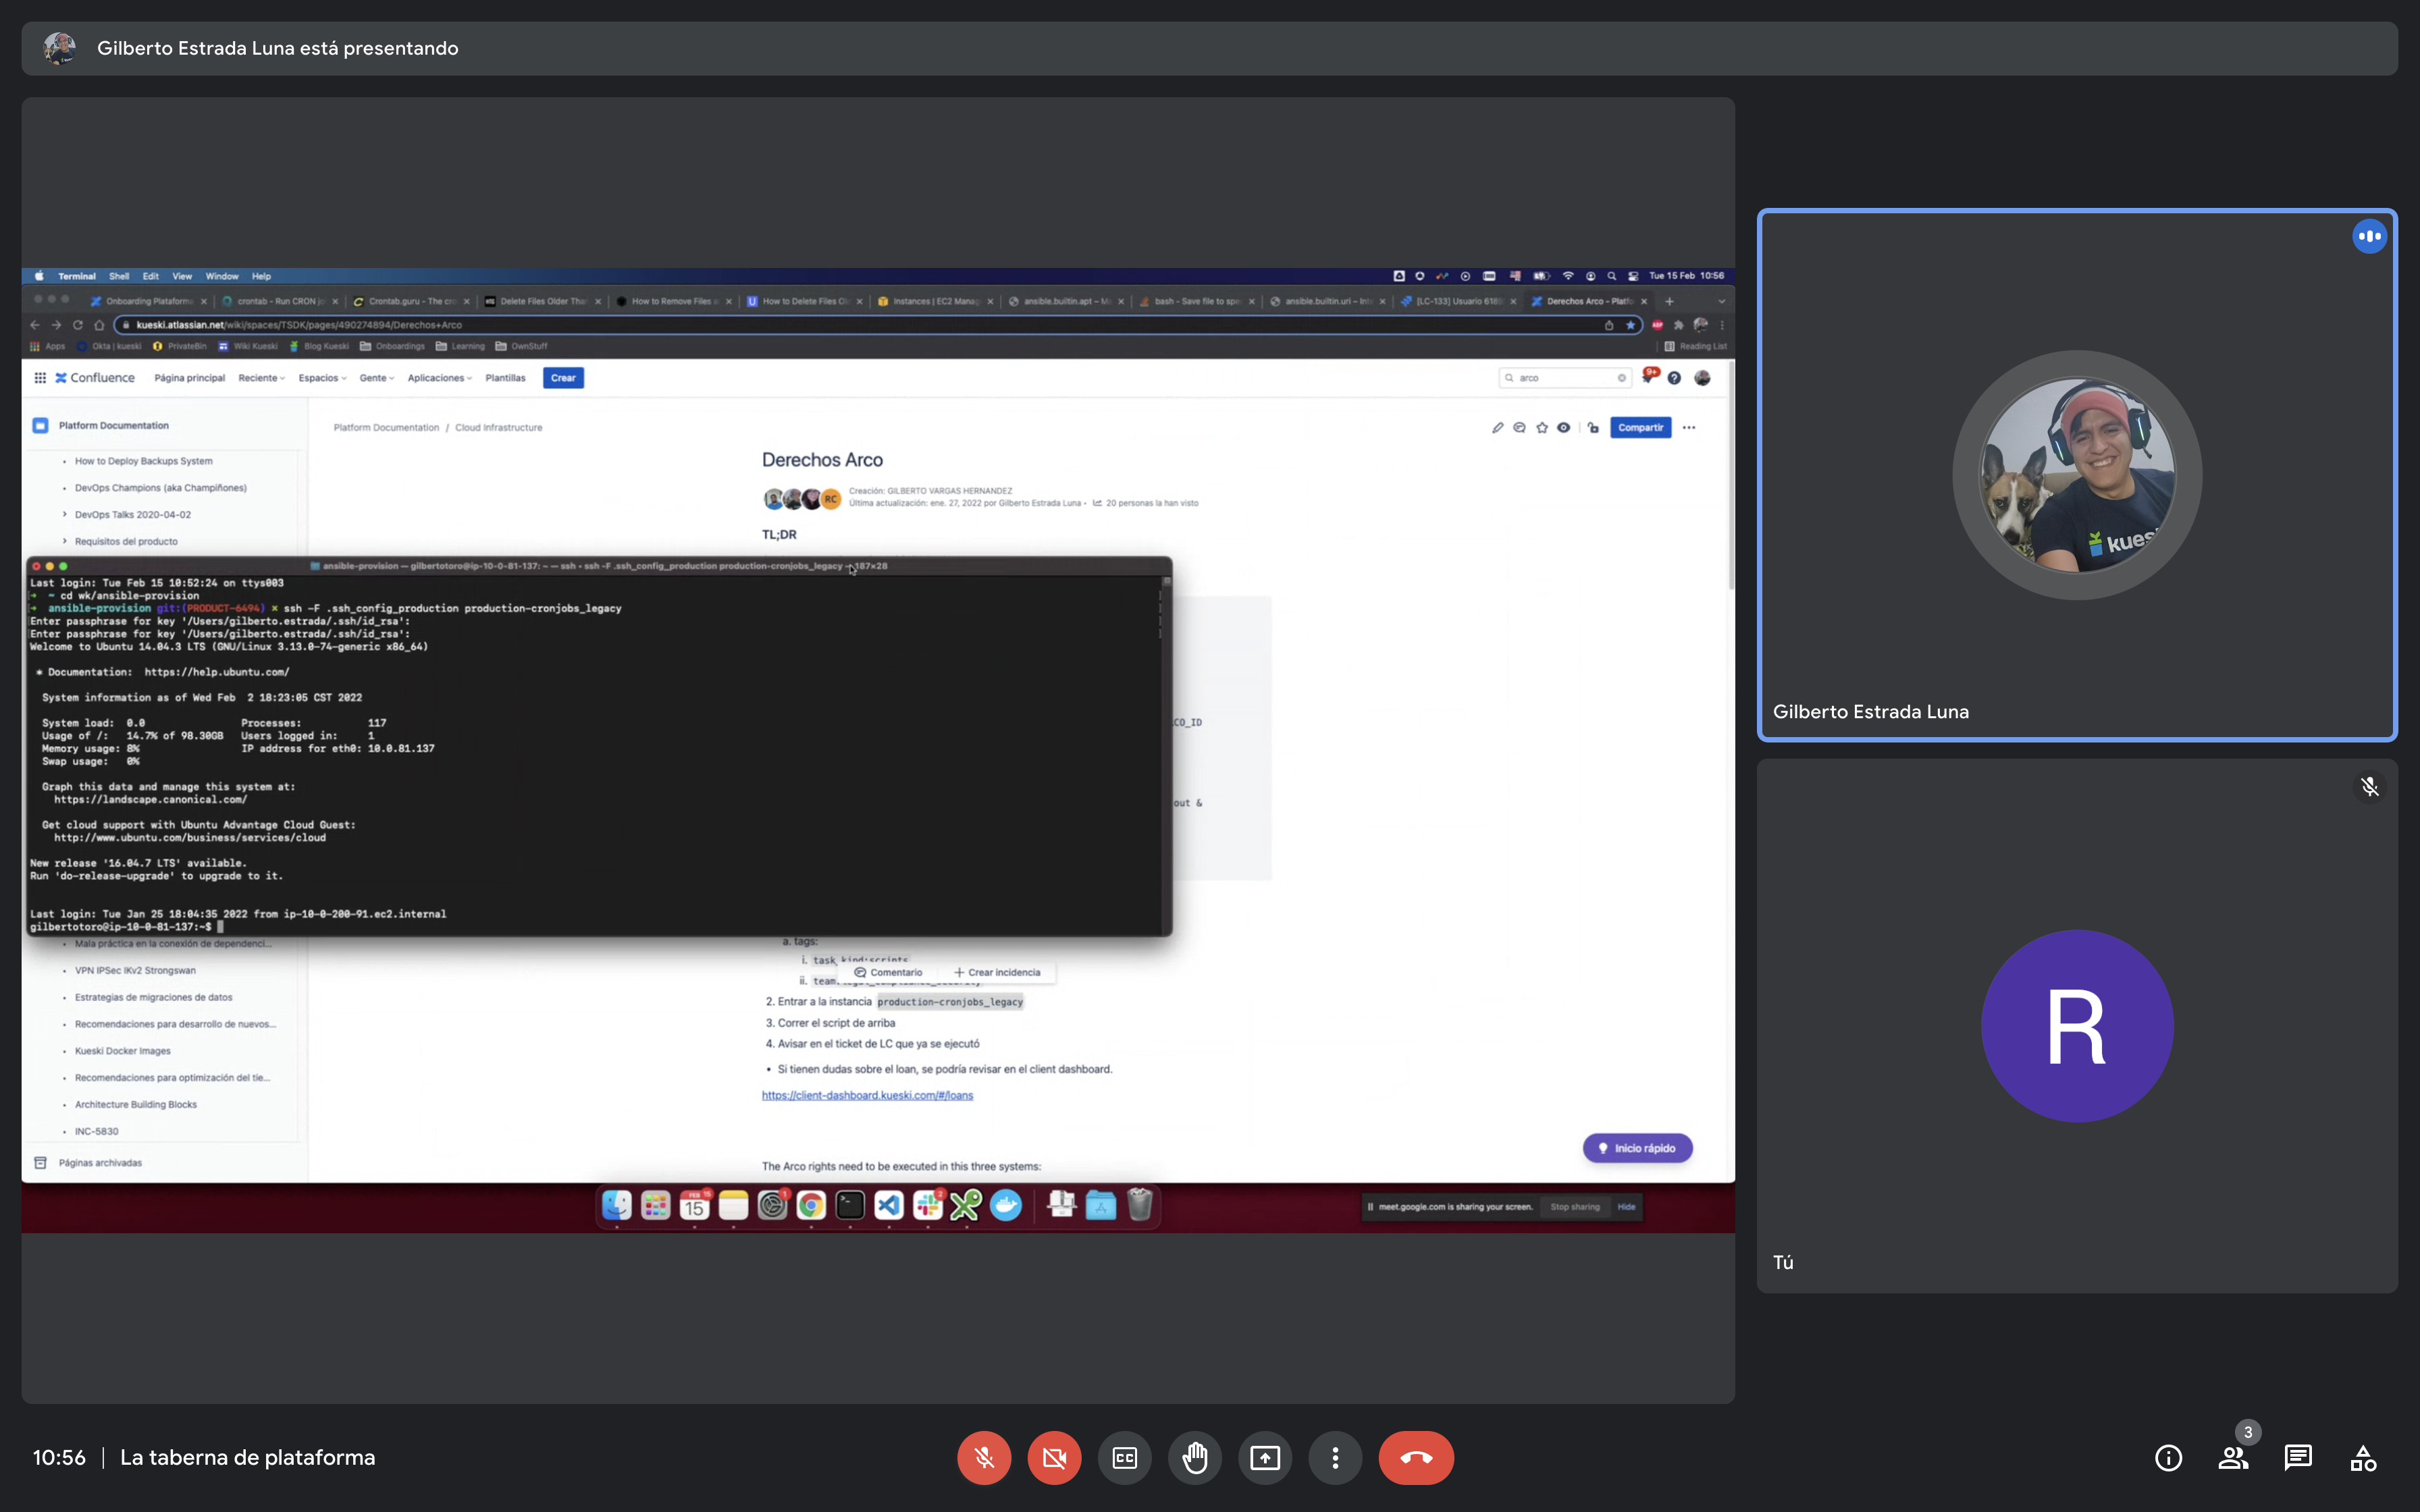 Gilberto Estrada Luna está presentando
Terminal Shell Edit View Window Help
Tue 15 Feb 10:56
Onboarding Plataforma
crontab - Run CRON jo
Crontab.guru - The cro
Delete Files Older Than
How to Remove Files
How to Delete Files Ol
Instances | EC2 Manag
ansible.builtin.apt – M
bash - Save file to spe
ansible.builtin.uri – Int
[LC-133] Usuario 618
Derechos Arco - Platfo
kueski.atlassian.net/wiki/spaces/TSDK/pages/490274894/Derechos+Arco
Apps Okta | kueski PrivateBin Wiki Kueski Blog Kueski Onboardings Learning OwnStuff
Reading List
Confluence Página principal Reciente Espacios Gente Aplicaciones Plantillas Crear
arco
9+
Platform Documentation
How to Deploy Backups System
DevOps Champions (aka Champiñones)
DevOps Talks 2020-04-02
Requisitos del producto
Platform Documentation / Cloud Infrastructure
Compartir
Derechos Arco
RC
Creación: GILBERTO VARGAS HERNANDEZ
Última actualización: ene. 27, 2022 por Gilberto Estrada Luna • 20 personas la han visto
TL;DR
CO_ID
out &
ansible-provision — gilbertotoro@ip-10-0-81-137: ~ — ssh • ssh -F .ssh_config_production production-cronjobs_legacy — 187×28
Last login: Tue Feb 15 10:52:24 on ttys003
➜ ~ cd wk/ansible-provision
➜ ansible-provision git:(PRODUCT-6494) × ssh -F .ssh_config_production production-cronjobs_legacy
Enter passphrase for key '/Users/gilberto.estrada/.ssh/id_rsa':
Enter passphrase for key '/Users/gilberto.estrada/.ssh/id_rsa':
Welcome to Ubuntu 14.04.3 LTS (GNU/Linux 3.13.0-74-generic x86_64)
* Documentation: https://help.ubuntu.com/
System information as of Wed Feb 2 18:23:05 CST 2022
System load: 0.0 Processes: 117
Usage of /: 14.7% of 98.30GB Users logged in: 1
Memory usage: 8% IP address for eth0: 10.0.81.137
Swap usage: 0%
Graph this data and manage this system at:
https://landscape.canonical.com/
Get cloud support with Ubuntu Advantage Cloud Guest:
http://www.ubuntu.com/business/services/cloud
New release '16.04.7 LTS' available.
Run 'do-release-upgrade' to upgrade to it.
Last login: Tue Jan 25 18:04:35 2022 from ip-10-0-200-91.ec2.internal
gilbertotoro@ip-10-0-81-137:~$
Mala práctica en la conexión de dependenci...
VPN IPSec IKv2 Strongswan
Estrategias de migraciones de datos
Recomendaciones para desarrollo de nuevos...
Kueski Docker Images
Recomendaciones para optimización del tie...
Architecture Building Blocks
INC-5830
Páginas archivadas
a. tags:
i. task_kind:scripts
ii.
Comentario Crear incidencia
2. Entrar a la instancia production-cronjobs_legacy
3. Correr el script de arriba
4. Avisar en el ticket de LC que ya se ejecutó
• Si tienen dudas sobre el loan, se podría revisar en el client dashboard.
https://client-dashboard.kueski.com/#/loans
Inicio rápido
The Arco rights need to be executed in this three systems:
FEB
15
meet.google.com is sharing your screen. Stop sharing Hide
kues
Gilberto Estrada Luna
R
Tú
10:56 | La taberna de plataforma
CC
3